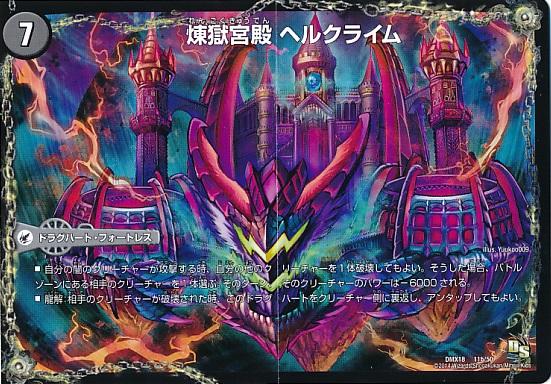 7
れんごくきゅうでん
煉獄宮殿 ヘルクライム
ドラグハート・フォートレス
illus. Yuukoo009
■ 自分の闇のクリーチャーが攻撃する時、自分の他のクリーチャーを1体破壊してもよい。そうした場合、バトル
ゾーンにある相手のクリーチャーを1体選ぶ。そのターン、そのクリーチャーのパワーは－6000される。
■ 龍解:相手のクリーチャーが破壊された時、このドラグハートをクリーチャー側に裏返し、アンタップしてもよい。
DS
DMX18 11b/50
©2014 Wizards/Shogakukan/Mitsui-Kids